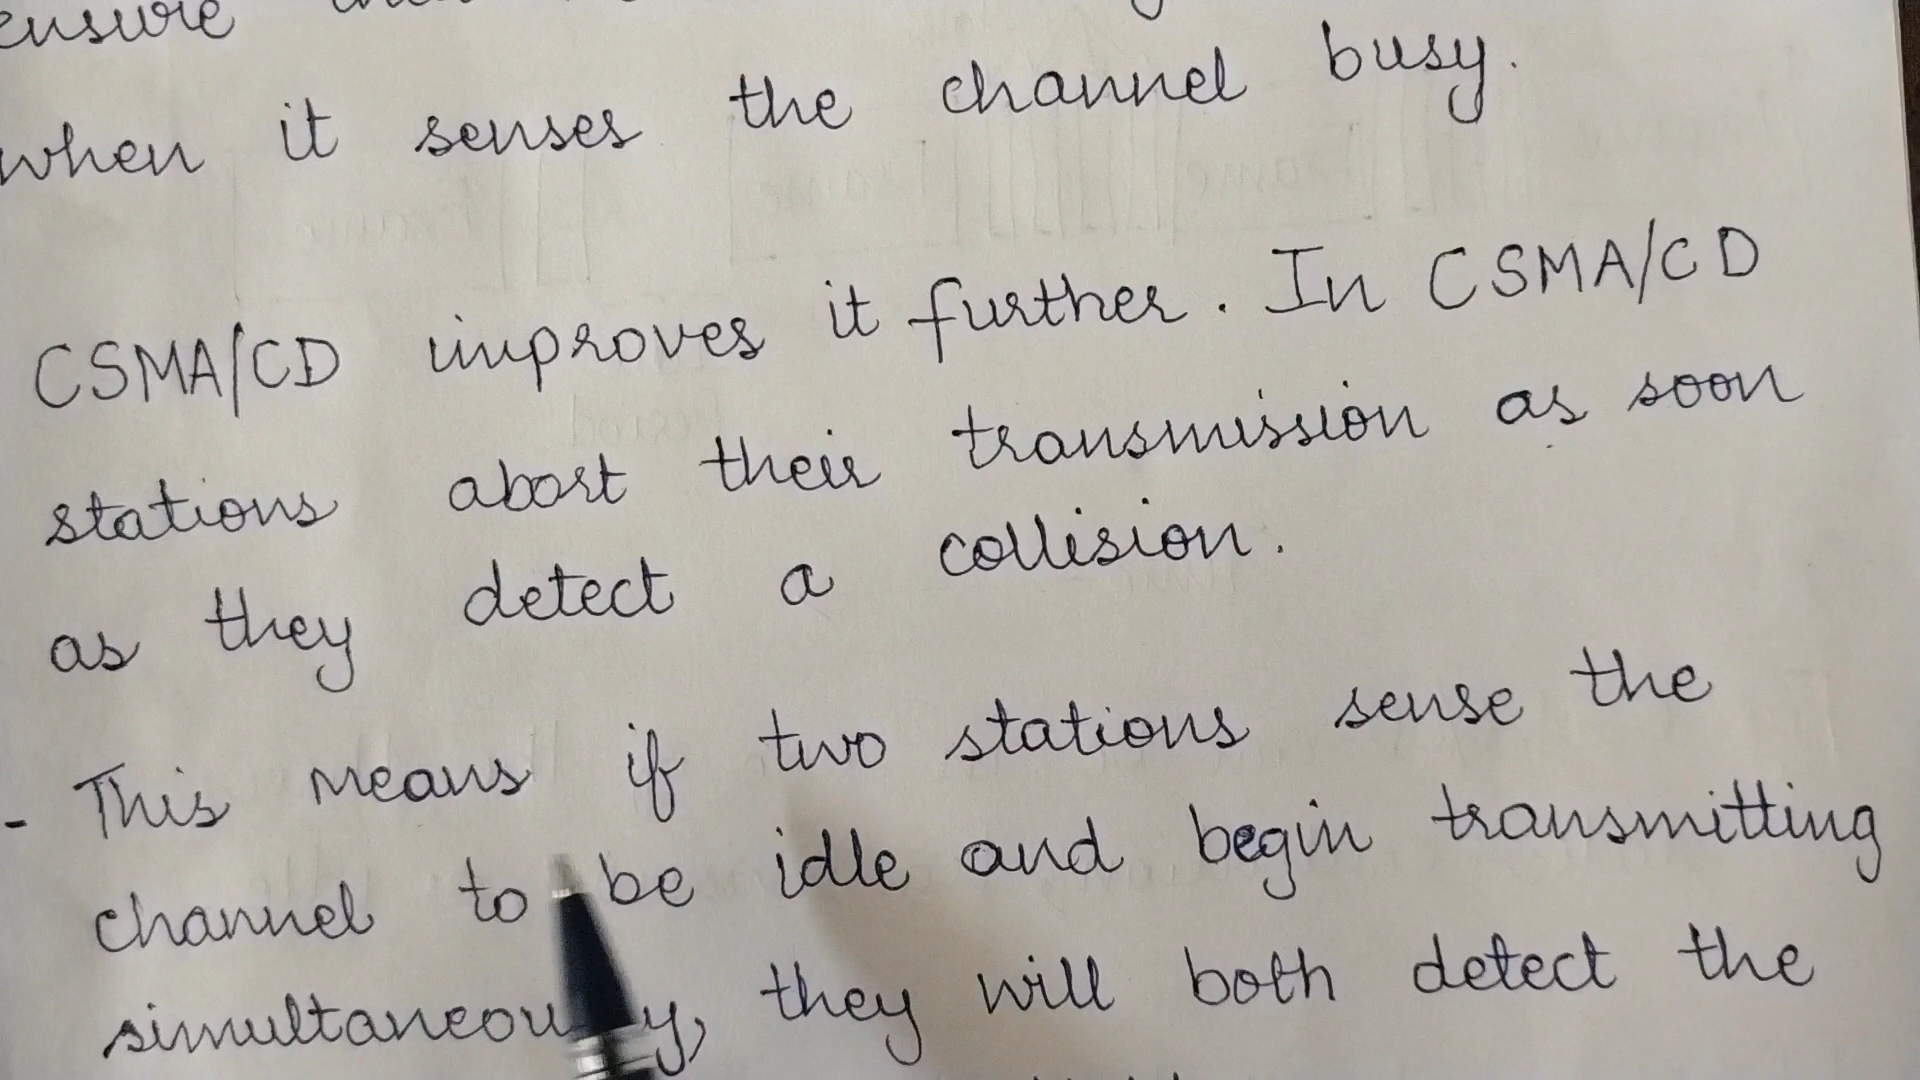 ensure
when it senses the channel busy.
CSMA/CD improves it further. In CSMA/CD
stations abort their transmission as soon
as they detect a collision.
- This means if two stations sense the
channel to be idle and begin transmitting
simultaneously, they will both detect the